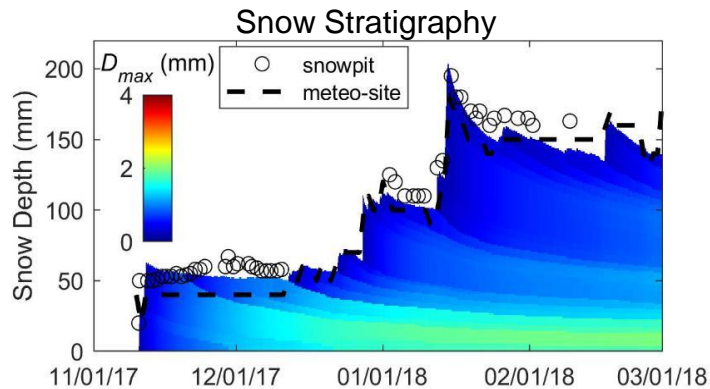 Snow Stratigraphy
D_max (mm)
4
2
0
snowpit
meteo-site
Snow Depth (mm)
200
150
100
50
0
11/01/17 12/01/17 01/01/18 02/01/18 03/01/18